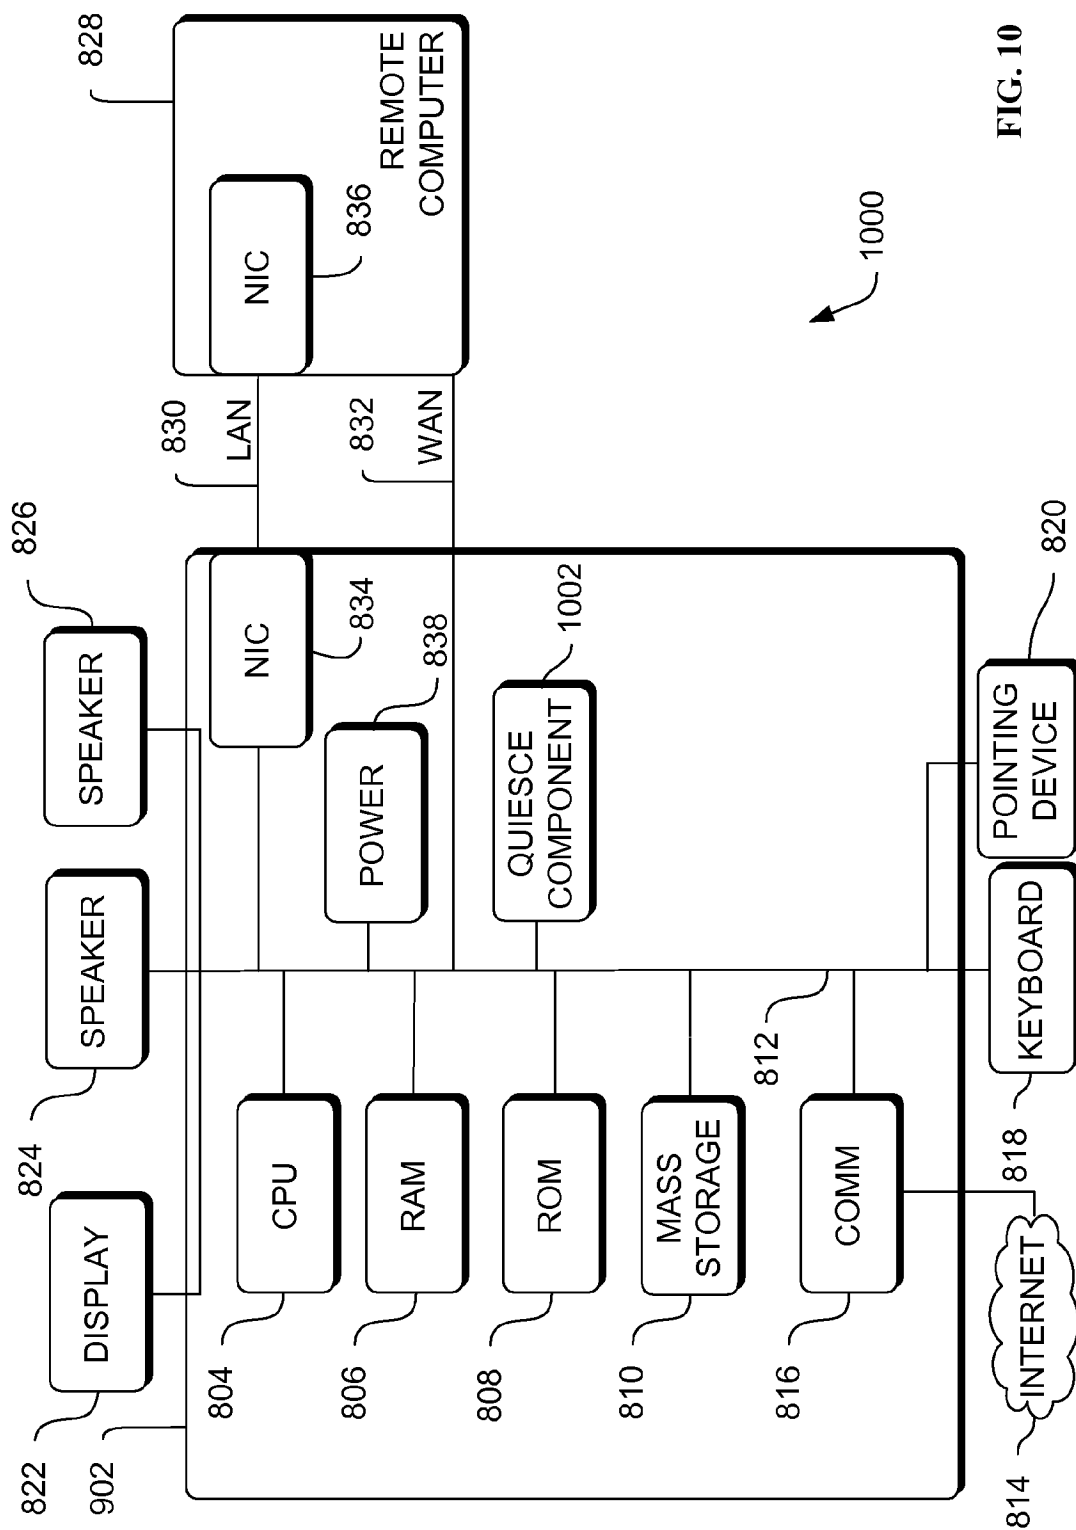 822
DISPLAY
824
SPEAKER
826
SPEAKER
828
902
804
CPU
NIC
834
830
LAN
NIC
836
REMOTE
COMPUTER
806
RAM
POWER
838
832
WAN
808
ROM
QUIESCE
COMPONENT
1002
810
MASS
STORAGE
812
816
COMM
1000
814
INTERNET
818
KEYBOARD
POINTING
DEVICE
820
FIG. 10